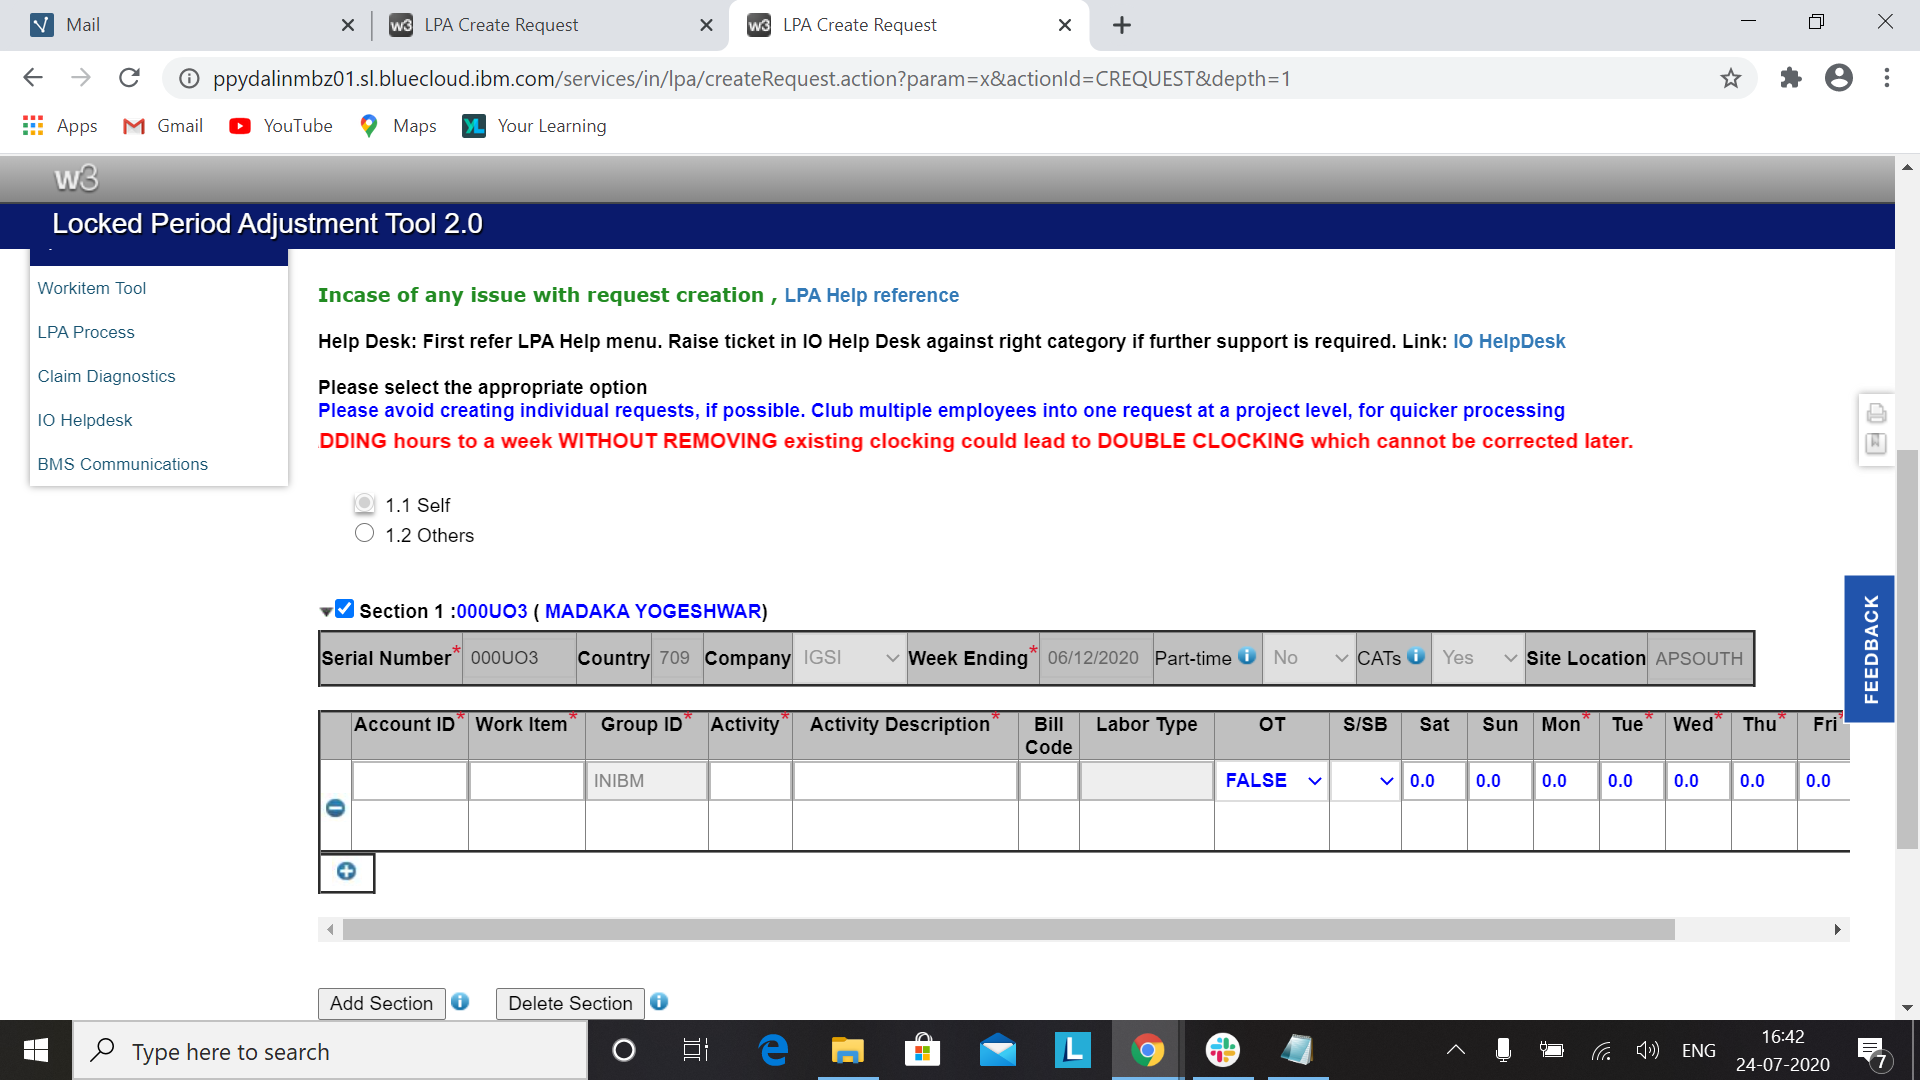 Mail
LPA Create Request
LPA Create Request
ppydalinmbz01.sl.bluecloud.ibm.com/services/in/lpa/createRequest.action?param=x&actionId=CREQUEST&depth=1
Apps Gmail YouTube Maps YL Your Learning
w3
Locked Period Adjustment Tool 2.0
Workitem Tool
LPA Process
Claim Diagnostics
IO Helpdesk
BMS Communications
Incase of any issue with request creation , LPA Help reference
Help Desk: First refer LPA Help menu. Raise ticket in IO Help Desk against right category if further support is required. Link: IO HelpDesk
Please select the appropriate option
Please avoid creating individual requests, if possible. Club multiple employees into one request at a project level, for quicker processing
DDING hours to a week WITHOUT REMOVING existing clocking could lead to DOUBLE CLOCKING which cannot be corrected later.
1.1 Self
1.2 Others
FEEDBACK
Section 1 :000UO3 ( MADAKA YOGESHWAR)
Serial Number* 000UO3 Country 709 Company IGSI Week Ending* 06/12/2020 Part-time No CATs Yes Site Location APSOUTH
Account ID* Work Item* Group ID* Activity* Activity Description* Bill Code Labor Type OT S/SB Sat Sun Mon* Tue* Wed* Thu* Fri*
INIBM FALSE 0.0 0.0 0.0 0.0 0.0 0.0 0.0
Add Section Delete Section
Type here to search
ENG
16:42
24-07-2020
7